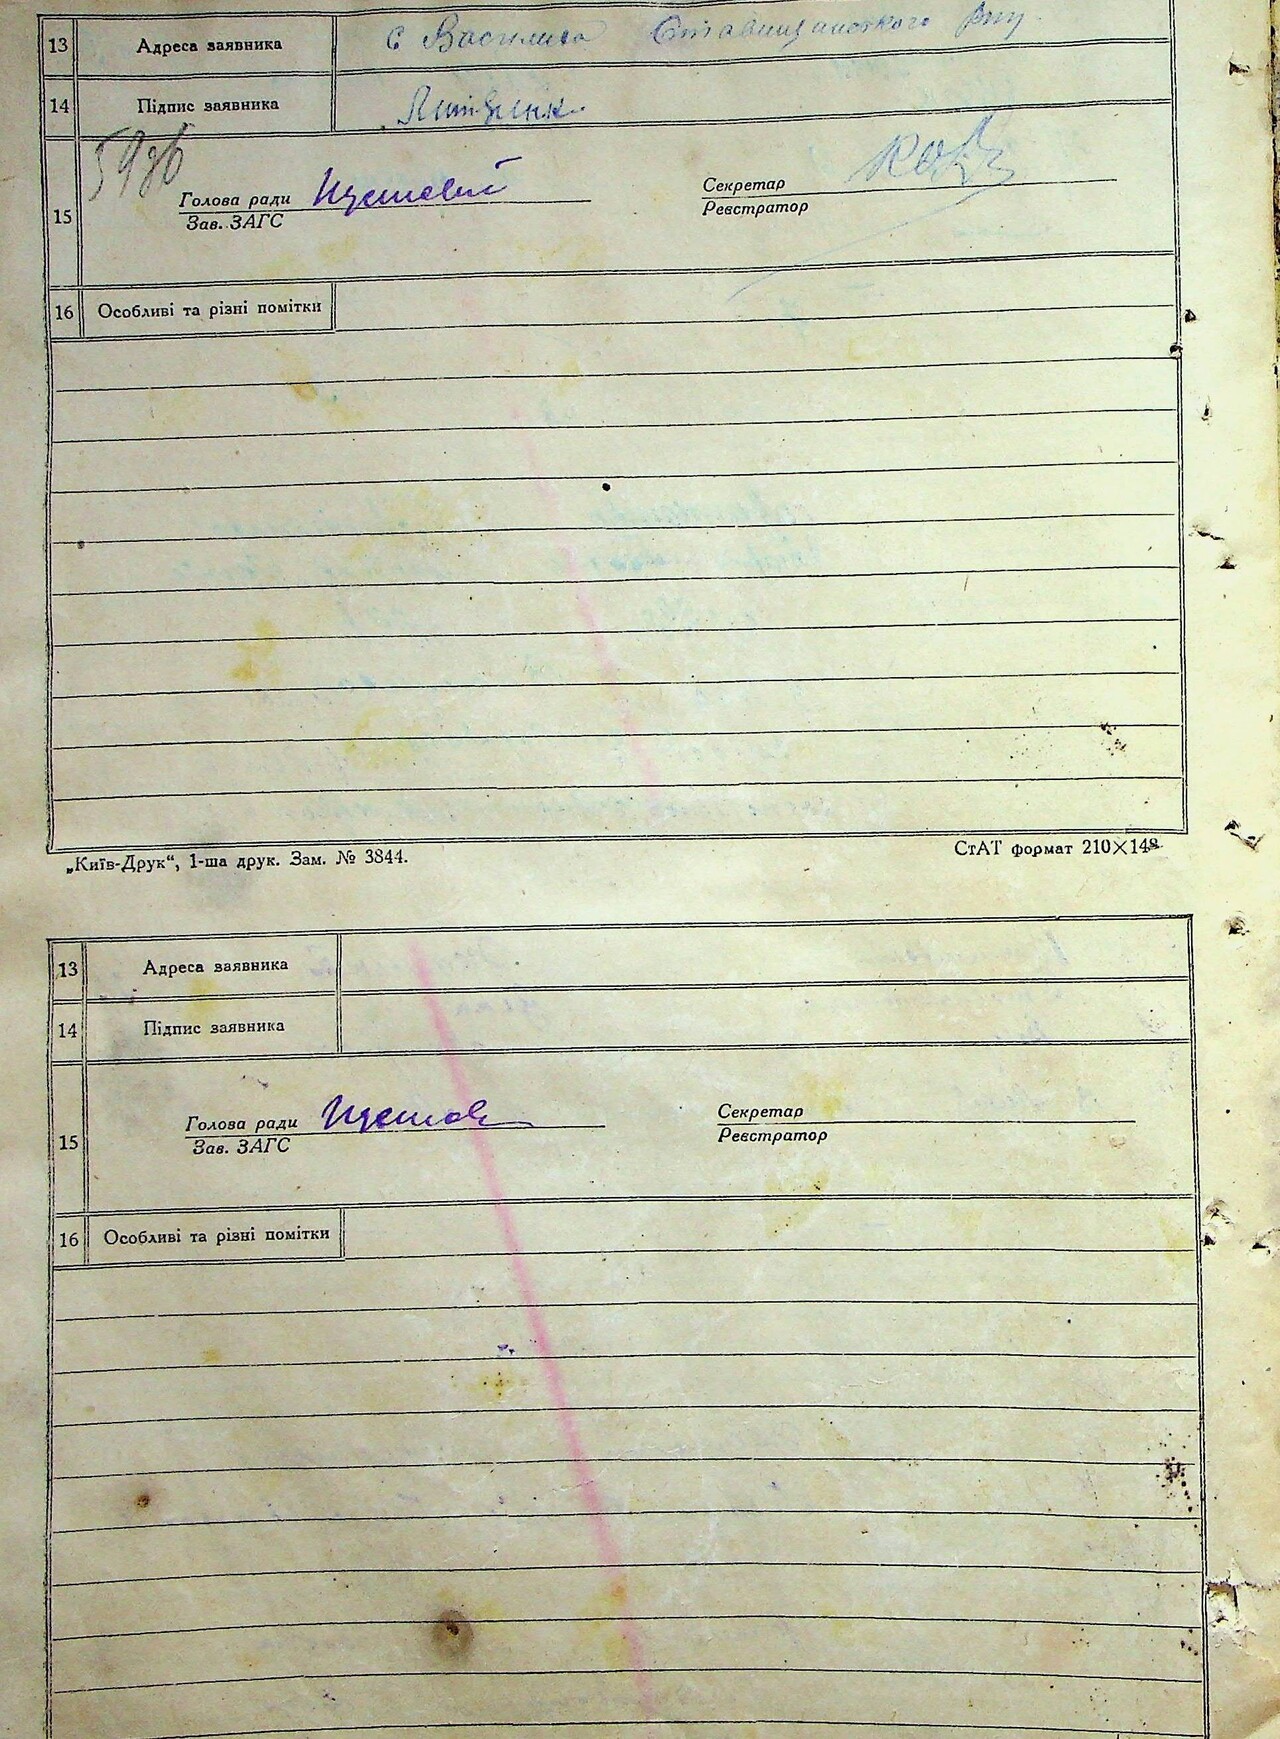 13 Адреса заявника с Василиха Ставищанського рну
14 Підпис заявника
15 Голова ради Секретар
Зав. ЗАГС Реєстратор
16 Особливі та різні помітки
„Київ-Друк“, 1-ша друк. Зам. № 3844. СтАТ формат 210×148
13 Адреса заявника
14 Підпис заявника
15 Голова ради Секретар
Зав. ЗАГС Реєстратор
16 Особливі та різні помітки